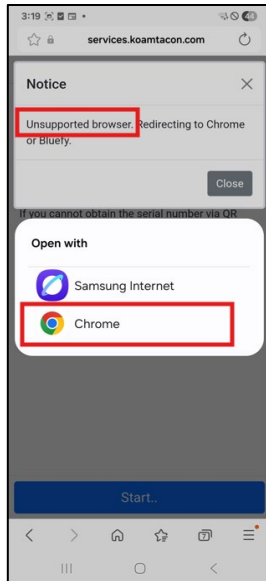 3:19
services.koamtacon.com
Notice
Unsupported browser. Redirecting to Chrome
or Bluefy.
Close
If you cannot obtain the serial number via QR
Open with
Samsung Internet
Chrome
Start..
7